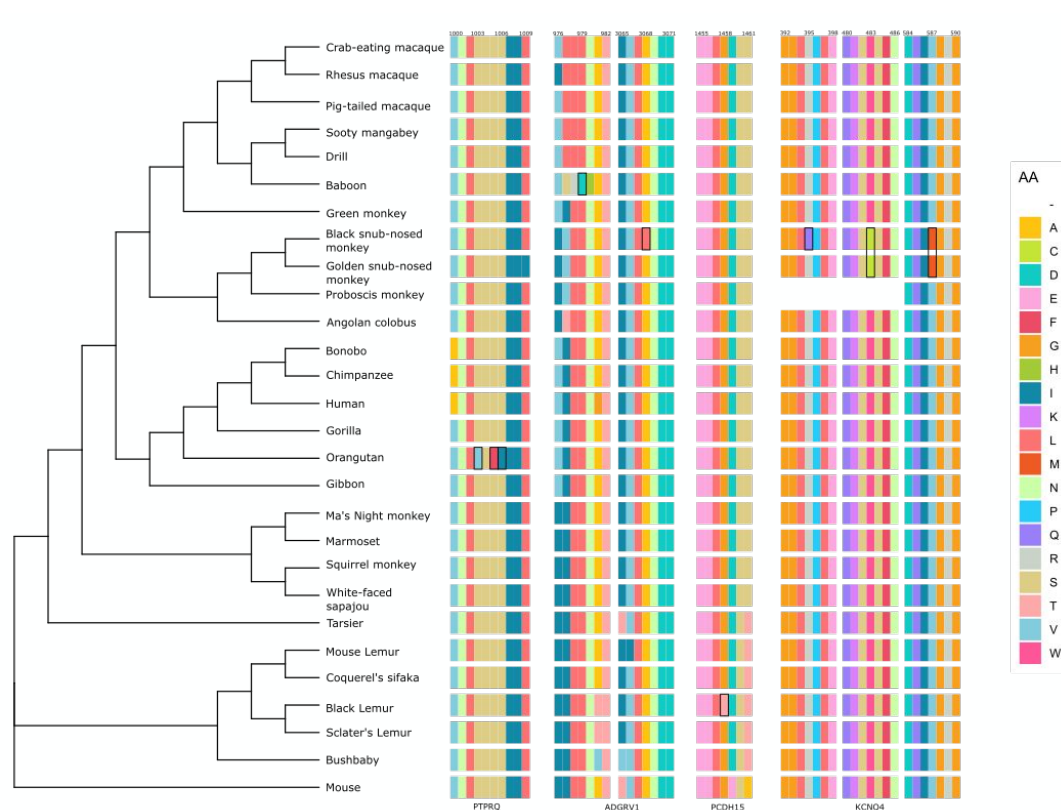 1000 1003 1006 1009 976 979 982 3065 3068 3071 1455 1458 1461 392 395 398 480 483 486 584 587 590
Crab-eating macaque
Rhesus macaque
Pig-tailed macaque
Sooty mangabey
Drill
Baboon
Green monkey
Black snub-nosed
monkey
Golden snub-nosed
monkey
Proboscis monkey
Angolan colobus
Bonobo
Chimpanzee
Human
Gorilla
Orangutan
Gibbon
Ma's Night monkey
Marmoset
Squirrel monkey
White-faced
sapajou
Tarsier
Mouse Lemur
Coquerel's sifaka
Black Lemur
Sclater's Lemur
Bushbaby
Mouse
PTPRQ ADGRV1 PCDH15 KCNQ4
AA
-
A
C
D
E
F
G
H
I
K
L
M
N
P
Q
R
S
T
V
W